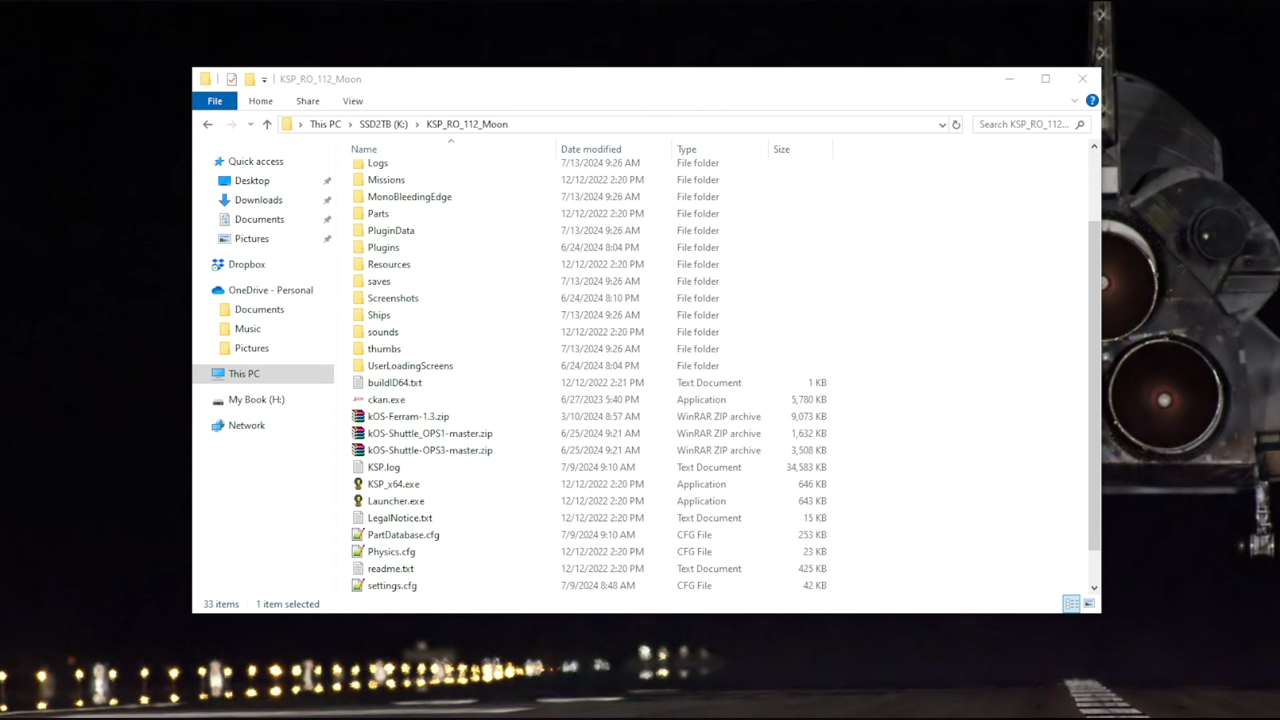 KSP_RO_112_Moon
File Home Share View
This PC SSD2TB (K:) KSP_RO_112_Moon Search KSP_RO_112...
Quick access
Desktop
Downloads
Documents
Pictures
Dropbox
OneDrive - Personal
Documents
Music
Pictures
This PC
My Book (H:)
Network
Name Date modified Type Size
Logs 7/13/2024 9:26 AM File folder
Missions 12/12/2022 2:20 PM File folder
MonoBleedingEdge 7/13/2024 9:26 AM File folder
Parts 12/12/2022 2:20 PM File folder
PluginData 7/13/2024 9:26 AM File folder
Plugins 6/24/2024 8:04 PM File folder
Resources 12/12/2022 2:20 PM File folder
saves 7/13/2024 9:26 AM File folder
Screenshots 6/24/2024 8:10 PM File folder
Ships 7/13/2024 9:26 AM File folder
sounds 12/12/2022 2:20 PM File folder
thumbs 7/13/2024 9:26 AM File folder
UserLoadingScreens 6/24/2024 8:04 PM File folder
buildID64.txt 12/12/2022 2:21 PM Text Document 1 KB
ckan.exe 6/27/2023 5:40 PM Application 5,780 KB
kOS-Ferram-1.3.zip 3/10/2024 8:57 AM WinRAR ZIP archive 9,073 KB
kOS-Shuttle_OPS1-master.zip 6/25/2024 9:21 AM WinRAR ZIP archive 1,632 KB
kOS-Shuttle-OPS3-master.zip 6/25/2024 9:21 AM WinRAR ZIP archive 3,508 KB
KSP.log 7/9/2024 9:10 AM Text Document 34,583 KB
KSP_x64.exe 12/12/2022 2:20 PM Application 646 KB
Launcher.exe 12/12/2022 2:20 PM Application 643 KB
LegalNotice.txt 12/12/2022 2:20 PM Text Document 15 KB
PartDatabase.cfg 7/9/2024 9:10 AM CFG File 253 KB
Physics.cfg 12/12/2022 2:20 PM CFG File 23 KB
readme.txt 12/12/2022 2:20 PM Text Document 425 KB
settings.cfg 7/9/2024 8:48 AM CFG File 42 KB
33 items 1 item selected